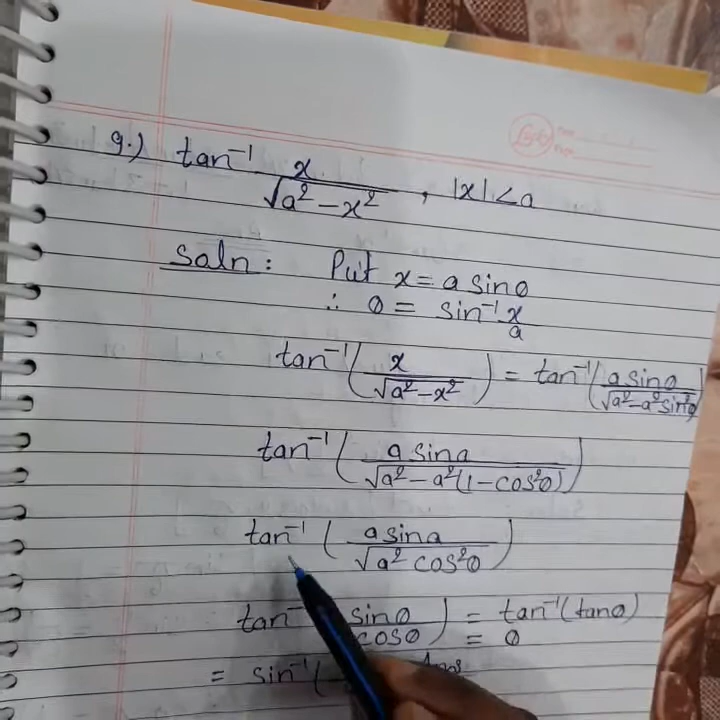 9.) tan⁻¹ x/√a²-x² , |x| < a
Soln : Put x = a sinθ
∴ θ = sin⁻¹ x/a
tan⁻¹(x/√a²-x²) = tan⁻¹(a sinθ/√a²-a²sin²θ)
tan⁻¹(a sina/√a²-a²(1-cos²θ))
tan⁻¹(a sina/√a² cos²θ)
tan⁻ sinθ/cosθ) = tan⁻¹(tanθ)
= θ
= sin⁻¹( Ans